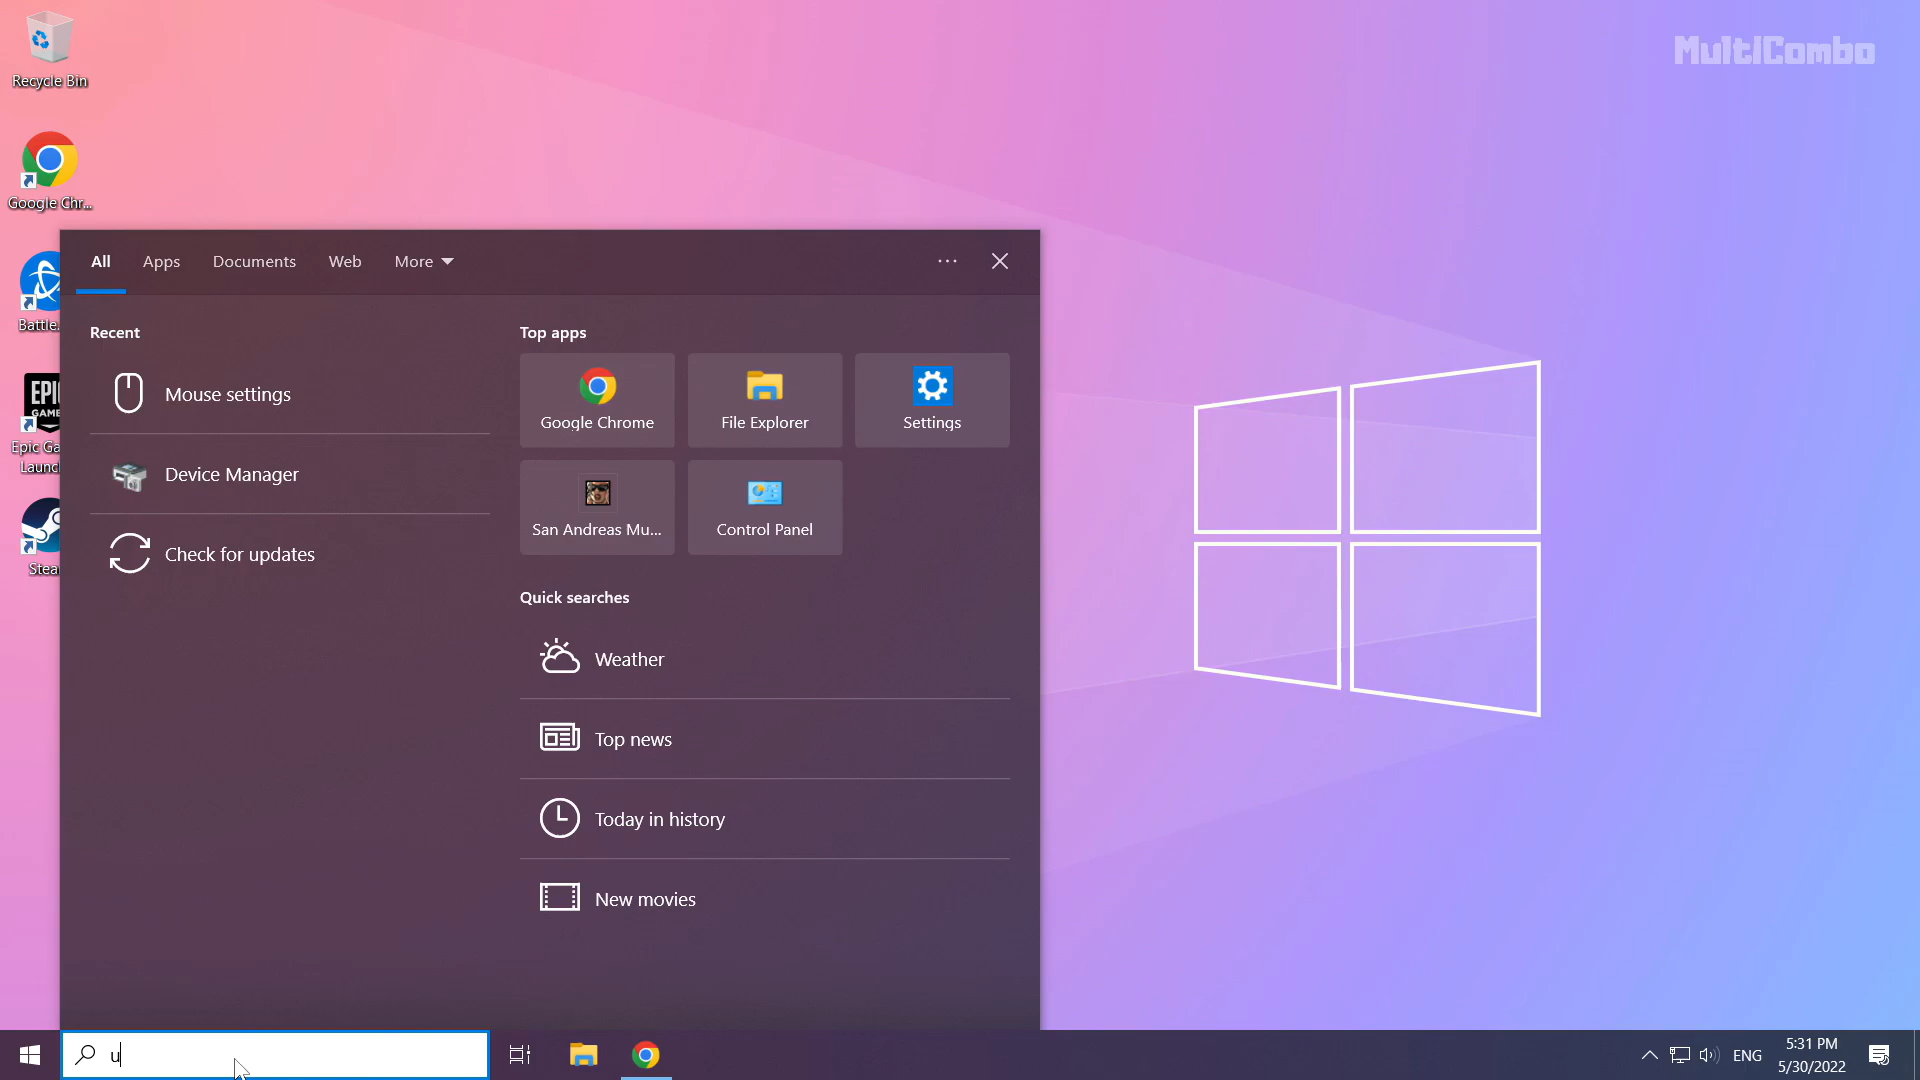 MultiCombo
Recycle Bin
Google Chr...
Battle.
EPIC
GAME
Epic Ga
Launc
Stea
All
Apps
Documents
Web
More
Recent
Mouse settings
Device Manager
Check for updates
Top apps
Google Chrome
File Explorer
Settings
San Andreas Mu...
Control Panel
Quick searches
Weather
Top news
Today in history
New movies
u
ENG
5:31 PM
5/30/2022